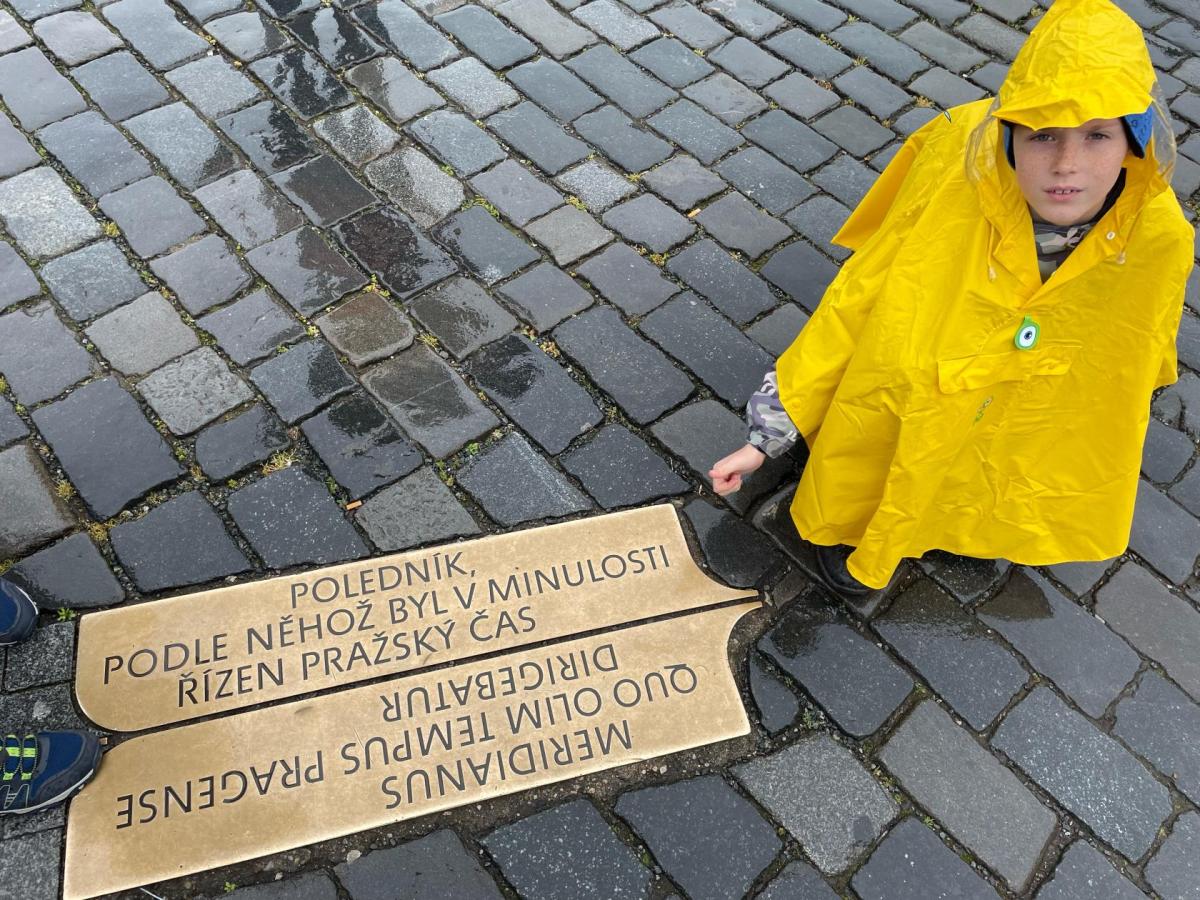 POLEDNÍK,
PODLE NĚHOŽ BYL V MINULOSTI
ŘÍZEN PRAŽSKÝ ČAS
MERIDIANUS
QUO OLIM TEMPUS PRAGENSE
DIRIGEBATUR